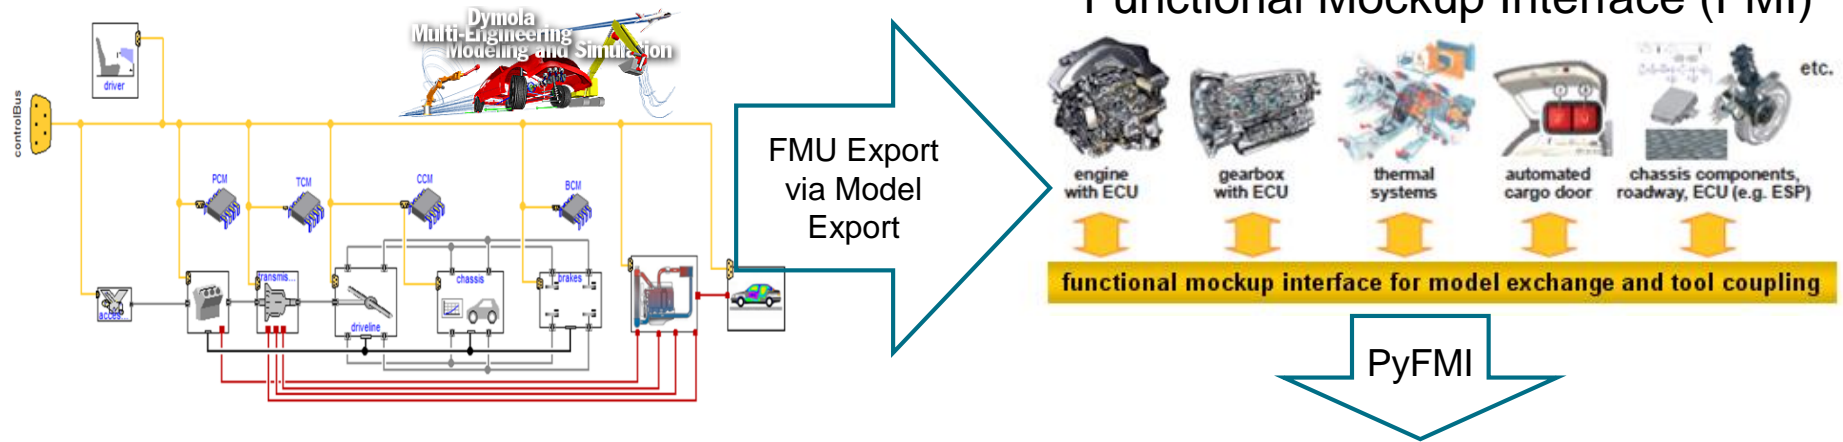 Functional Mockup Interface (FMI)
Dymola
Multi-Engineering
Modeling and Simulation
driver
controlBus
PCM
TCM
CCM
BCM
acces...
transmis...
driveline
chassis
brakes
FMU Export
via Model
Export
etc.
engine
with ECU
gearbox
with ECU
thermal
systems
automated
cargo door
chassis components,
roadway, ECU (e.g. ESP)
functional mockup interface for model exchange and tool coupling
PyFMI